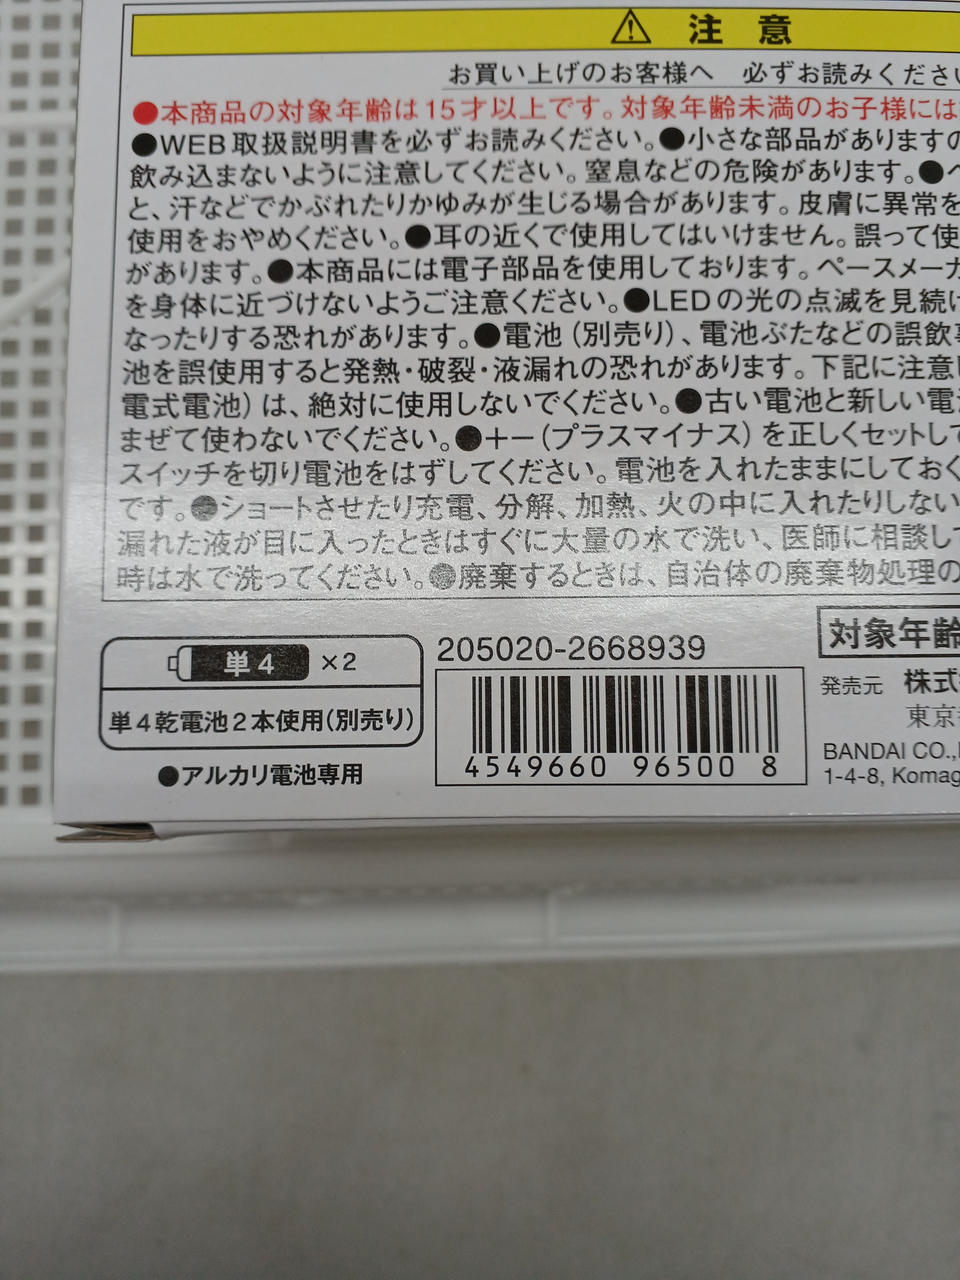 ⚠ 注 意
お買い上げのお客様へ 必ずお読みくださ
●本商品の対象年齢は15才以上です。対象年齢未満のお子様には
●WEB取扱説明書を必ずお読みください。●小さな部品がありますの
飲み込まないように注意してください。窒息などの危険があります。●
と、汗などでかぶれたりかゆみが生じる場合があります。皮膚に異常を
使用をおやめください。●耳の近くで使用してはいけません。誤って使
があります。●本商品には電子部品を使用しております。ペースメーカ
を身体に近づけないようご注意ください。●LEDの光の点滅を見続け
なったりする恐れがあります。●電池(別売り)、電池ぶたなどの誤飲
池を誤使用すると発熱・破裂・液漏れの恐れがあります。下記に注意
電式電池)は、絶対に使用しないでください。●古い電池と新しい電
まぜて使わないでください。●＋−(プラスマイナス)を正しくセットして
スイッチを切り電池をはずしてください。電池を入れたままにしておく
です。●ショートさせたり充電、分解、加熱、火の中に入れたりしない
漏れた液が目に入ったときはすぐに大量の水で洗い、医師に相談して
時は水で洗ってください。●廃棄するときは、自治体の廃棄物処理の
単4 ×2
単4乾電池2本使用(別売り)
●アルカリ電池専用
205020-2668939
4549660 96500 8
対象年齢
発売元 株式
東京
BANDAI CO.,
1-4-8, Komag